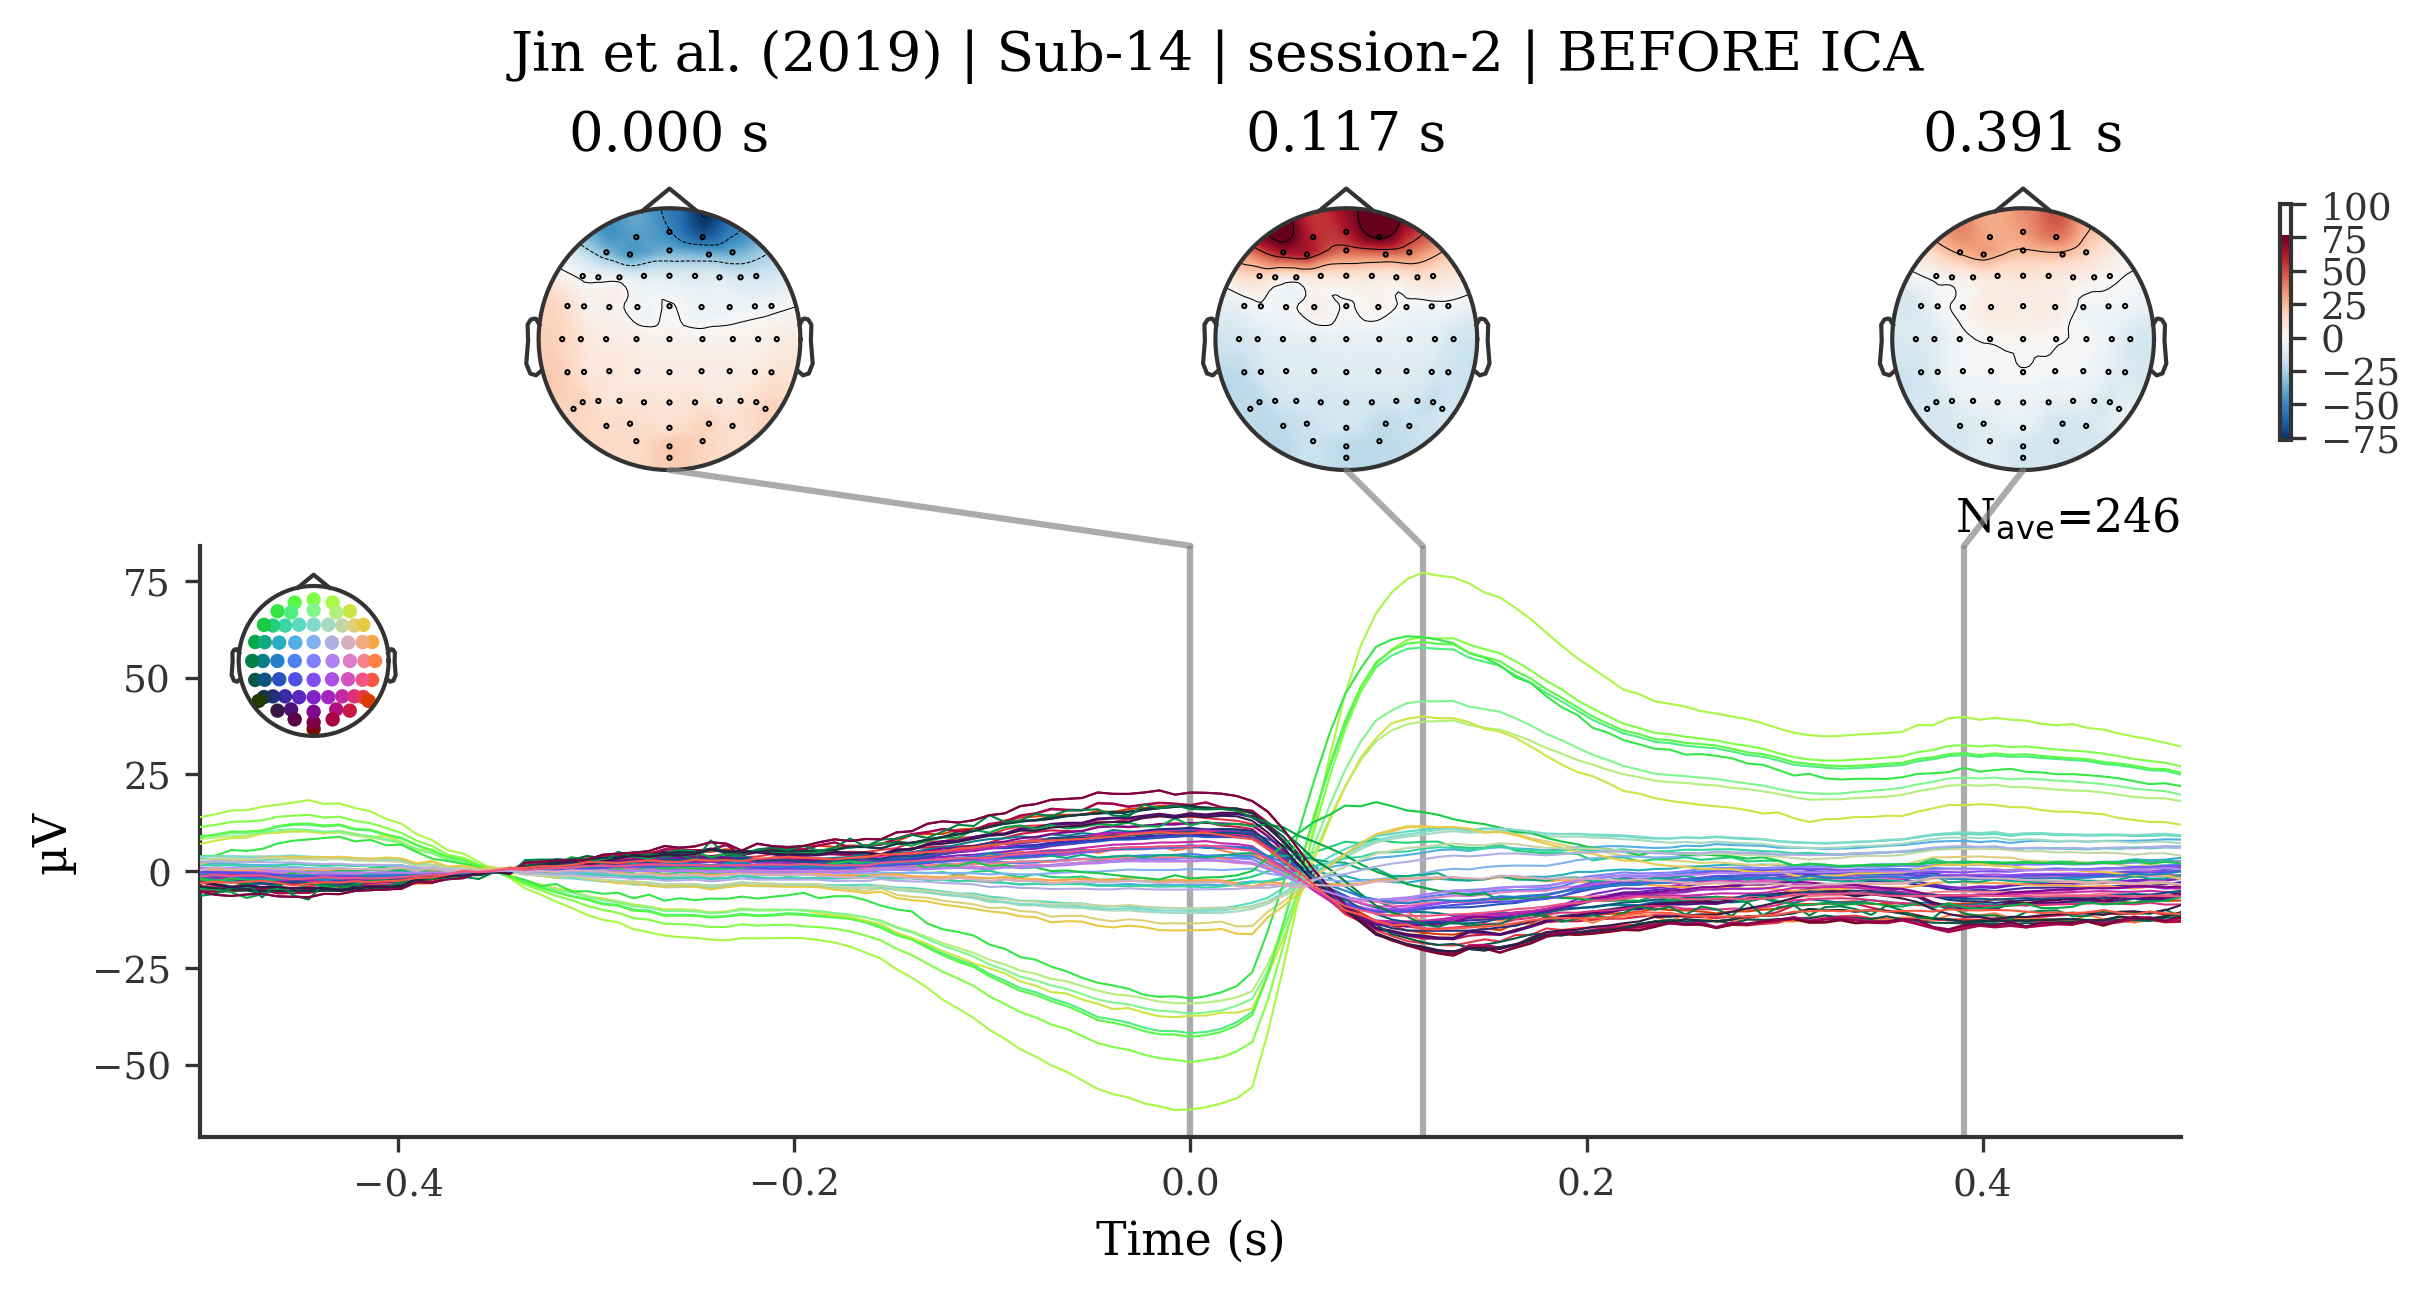 Jin et al. (2019) | Sub-14 | session-2 | BEFORE ICA
0.000 s
0.117 s
0.391 s
100
75
50
25
0
−25
−50
−75
Nave=246
75
50
25
0
−25
−50
µV
−0.4
−0.2
0.0
0.2
0.4
Time (s)